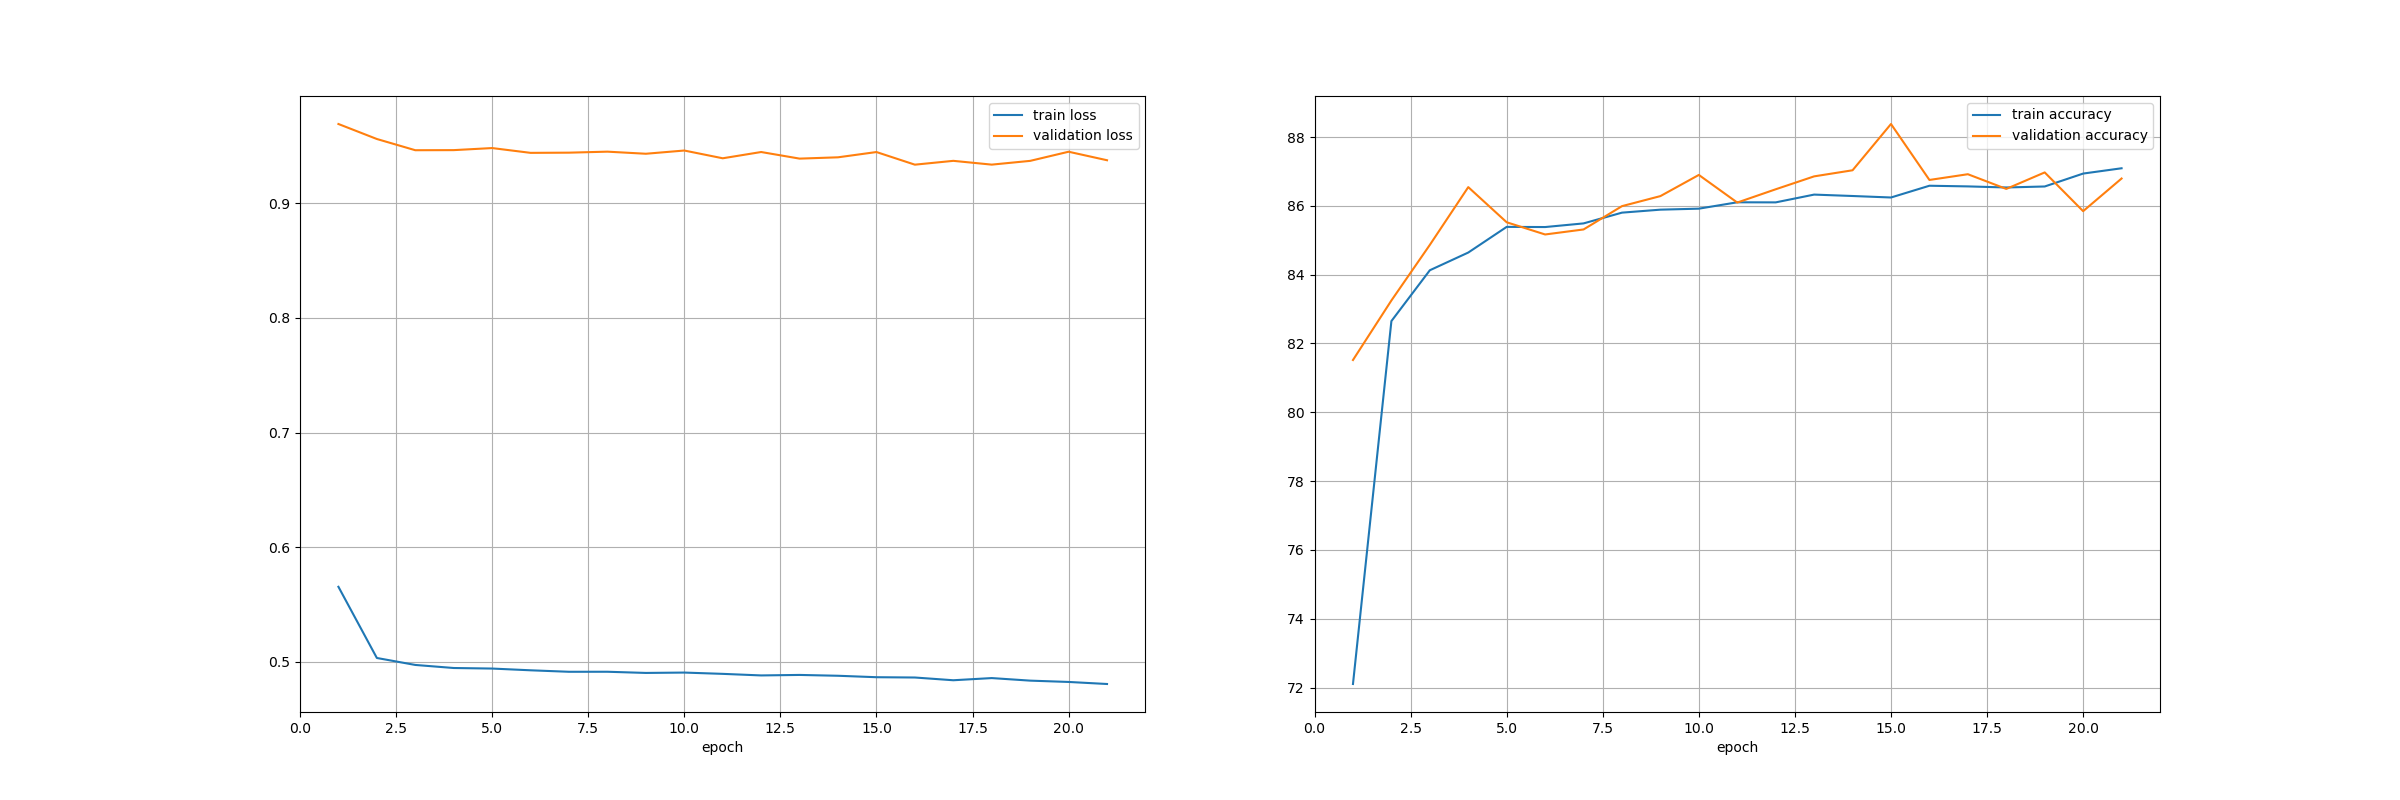 train loss
validation loss
0.9
0.8
0.7
0.6
0.5
0.0 2.5 5.0 7.5 10.0 12.5 15.0 17.5 20.0
epoch
train accuracy
validation accuracy
88
86
84
82
80
78
76
74
72
0.0 2.5 5.0 7.5 10.0 12.5 15.0 17.5 20.0
epoch